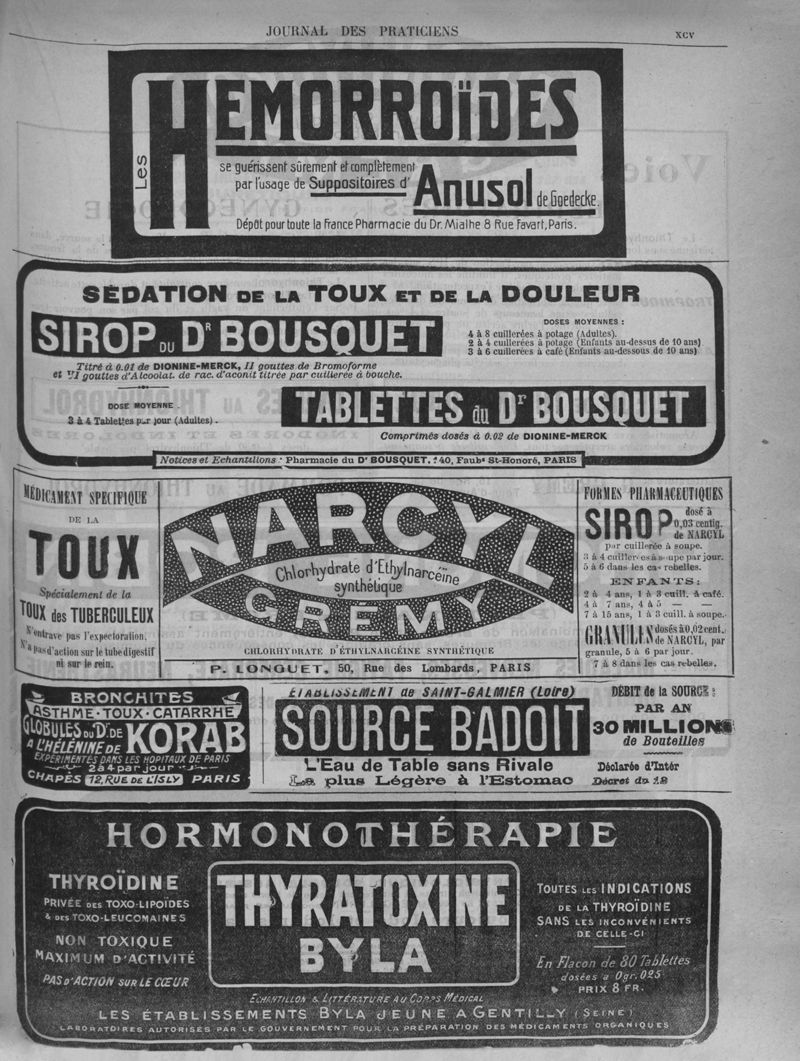 JOURNAL DES PRATICIENS
XCV
LES HEMORROÏDES
se guérissent sûrement et complètement
par l'usage de Suppositoires d'
Anusol de Goedecke.
Dépôt pour toute la France Pharmacie du Dr. Mialhe 8 Rue Favart, Paris.
SÉDATION DE LA TOUX ET DE LA DOULEUR
SIROP DU Dr BOUSQUET
DOSES MOYENNES :
4 à 8 cuillerées à potage (Adultes).
2 à 4 cuillerées à potage (Enfants au-dessus de 10 ans)
3 à 6 cuillerées à café (Enfants au-dessous de 10 ans)
Titré à 0.01 de DIONINE-MERCK, II gouttes de Bromoforme
et VI gouttes d'Alcoolat. de rac. d'aconit titrée par cuillerée à bouche.
DOSE MOYENNE.
3 à 4 Tablettes par jour (Adultes).
TABLETTES du Dr BOUSQUET
Comprimés dosés à 0.02 de DIONINE-MERCK
Notices et Echantillons : Pharmacie du Dr BOUSQUET, 40, Faubg St-Honoré, PARIS
MÉDICAMENT SPÉCIFIQUE
DE LA
TOUX
Spécialement de la
TOUX des TUBERCULEUX
N'entrave pas l'expectoration,
N'a pas d'action sur le tube digestif
ni sur le rein.
NARCYL
Chlorhydrate d'Ethylnarcéïne
synthétique
GRÉMY
CHLORHYDRATE D'ÉTHYLNARCÉINE SYNTHÉTIQUE
P. LONGUET, 50, Rue des Lombards, PARIS
FORMES PHARMACEUTIQUES
SIROP dosé à
0,03 centig.
de NARCYL
par cuillerée à soupe.
3 à 4 cuillerées à soupe par jour.
5 à 6 dans les cas rebelles.
ENFANTS :
2 à 4 ans, 1 à 3 cuill. à café.
4 à 7 ans, 4 à 5 — —
7 à 15 ans, 1 à 3 cuill. à soupe.
GRANULES dosés à 0,02 cent.
de NARCYL, par
granule, 5 à 6 par jour.
7 à 8 dans les cas rebelles.
BRONCHITES
ASTHME·TOUX·CATARRHE
GLOBULES DU Dr DE
A L'HÉLÉNINE DE KORAB
EXPÉRIMENTÉS DANS LES HOPITAUX DE PARIS
2 à 4 par jour
CHAPÈS 12, RUE DE L'ISLY PARIS
ÉTABLISSEMENT de SAINT-GALMIER (Loire)
SOURCE BADOIT
L'Eau de Table sans Rivale
La plus Légère à l'Estomac
DÉBIT de la SOURCE :
PAR AN
30 MILLIONS
de Bouteilles
Déclarée d'Intér
Décret du 12
HORMONOTHÉRAPIE
THYROÏDINE
PRIVÉE DES TOXO-LIPOÏDES
& DES TOXO-LEUCOMAINES
NON TOXIQUE
MAXIMUM D'ACTIVITÉ
PAS D'ACTION SUR LE CŒUR
THYRATOXINE
BYLA
TOUTES LES INDICATIONS
DE LA THYROÏDINE
SANS LES INCONVÉNIENTS
DE CELLE-CI
En Flacon de 80 Tablettes
dosées à 0gr.025
PRIX 8 FR.
ECHANTILLON & LITTÉRATURE AU CORPS MÉDICAL
LES ÉTABLISSEMENTS BYLA JEUNE A GENTILLY (SEINE)
LABORATOIRES AUTORISÉS PAR LE GOUVERNEMENT POUR LA PRÉPARATION DES MÉDICAMENTS ORGANIQUES